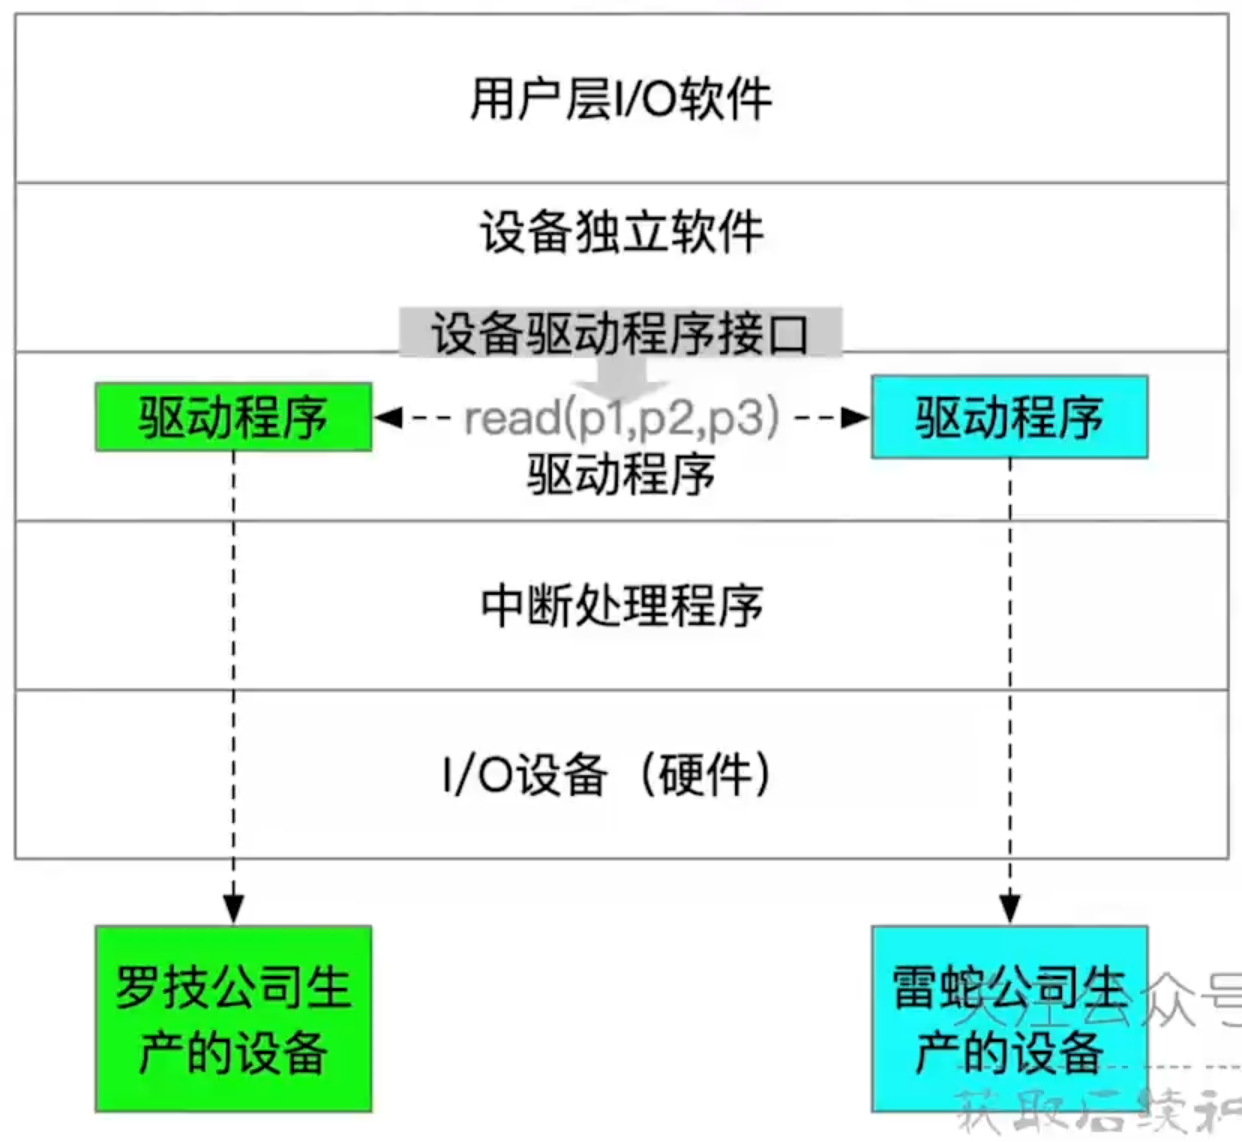 用户层I/O软件
设备独立软件
设备驱动程序接口
驱动程序
read(p1,p2,p3)
驱动程序
驱动程序
中断处理程序
I/O设备（硬件）
罗技公司生
产的设备
雷蛇公司生
产的设备
关注公众号
获取后续